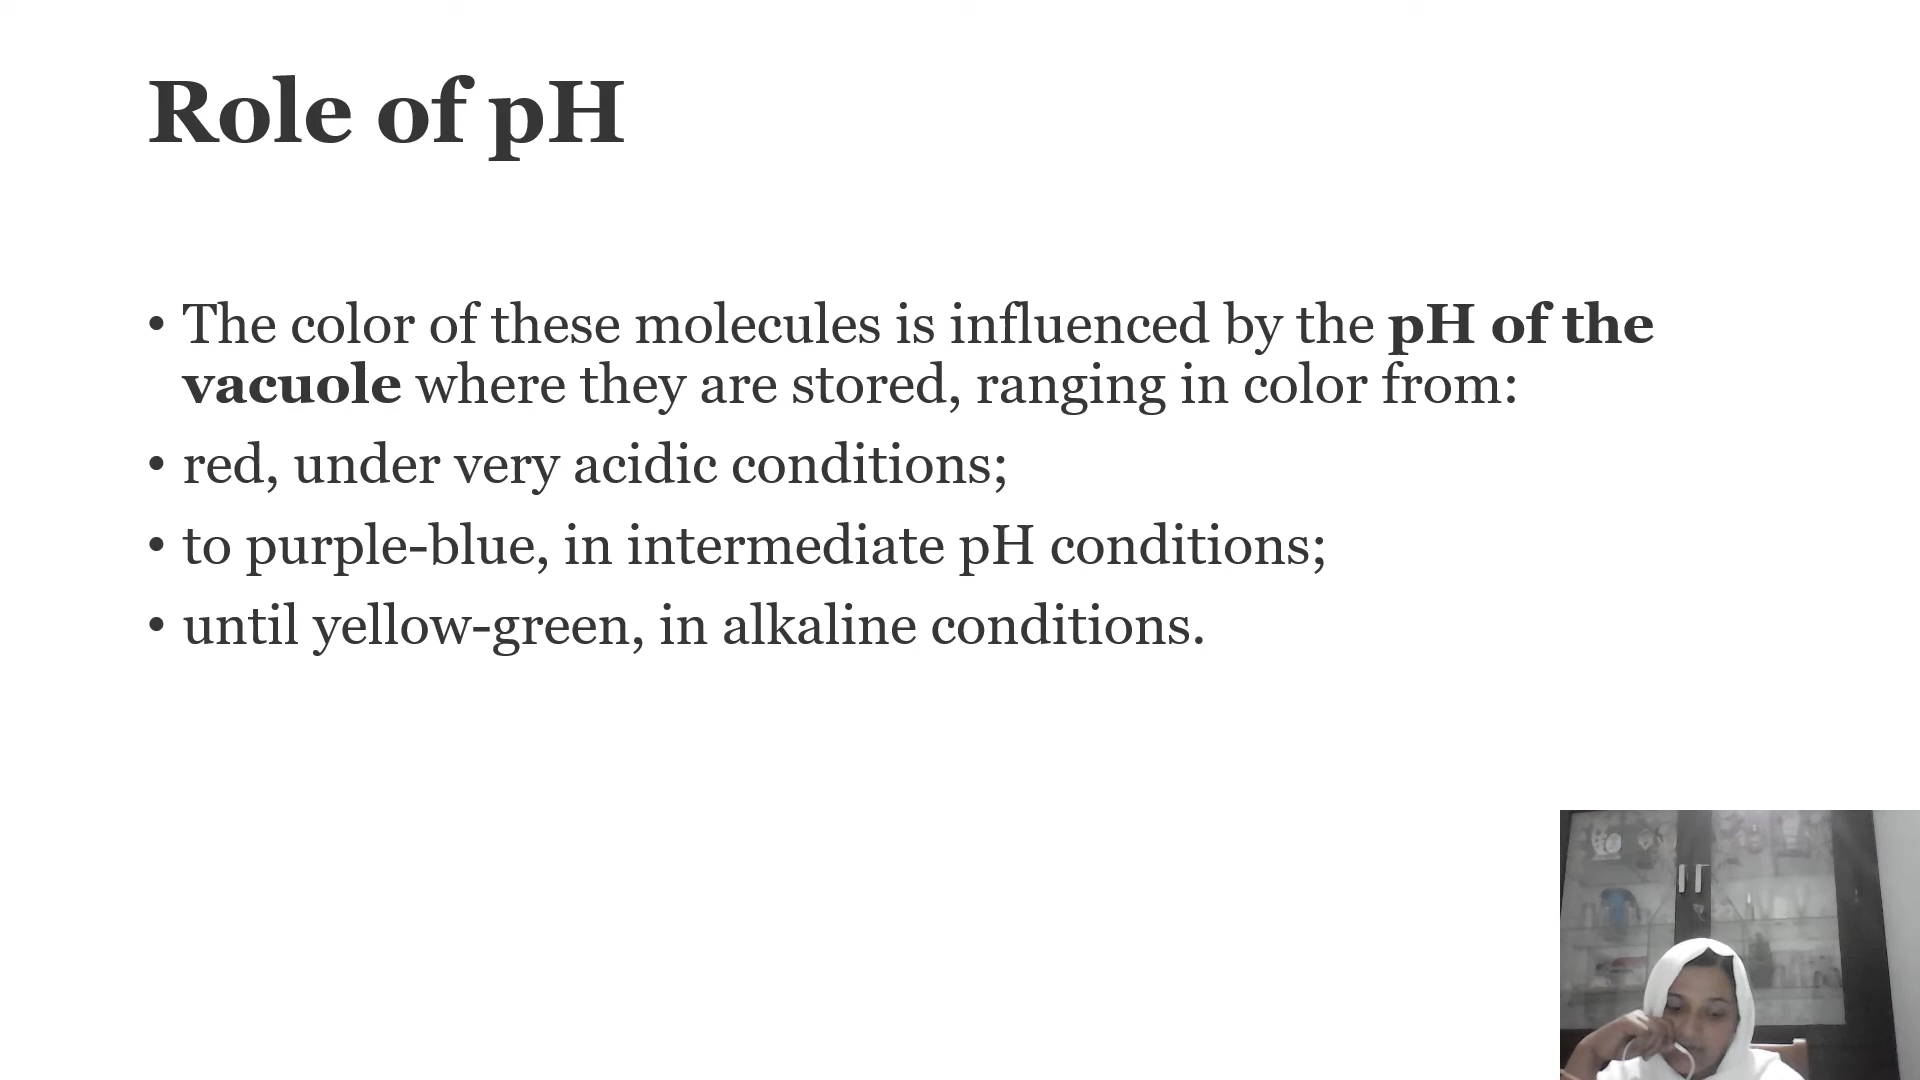 Role of pH
• The color of these molecules is influenced by the pH of the
vacuole where they are stored, ranging in color from:
• red, under very acidic conditions;
• to purple-blue, in intermediate pH conditions;
• until yellow-green, in alkaline conditions.